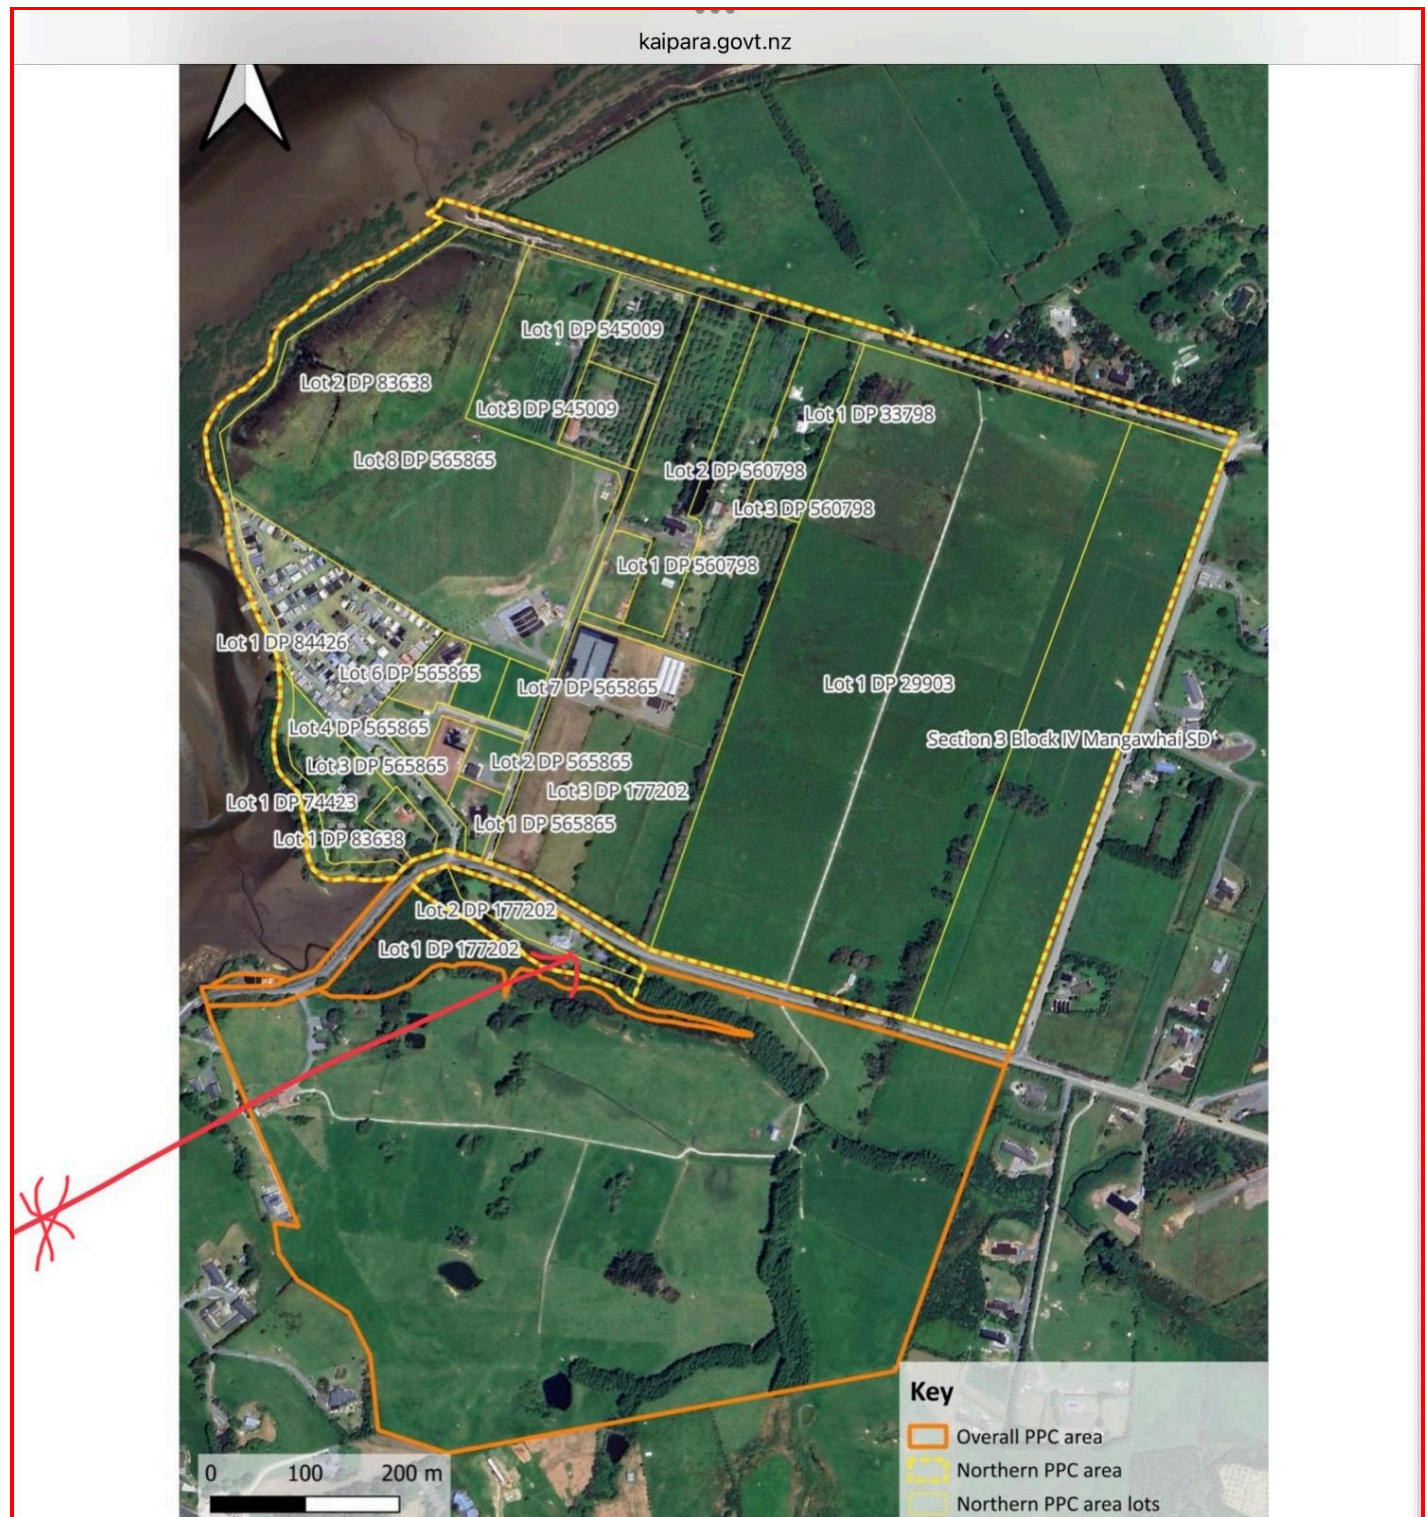 kaipara.govt.nz
Lot 1 DP 545009
Lot 2 DP 83638
Lot 3 DP 545009
Lot 1 DP 33798
Lot 8 DP 565865
Lot 2 DP 560798
Lot 3 DP 560798
Lot 1 DP 560798
Lot 1 DP 84426
Lot 6 DP 565865
Lot 7 DP 565865
Lot 1 DP 29903
Lot 4 DP 565865
Section 3 Block IV Mangawhai SD
Lot 3 DP 565865
Lot 2 DP 565865
Lot 3 DP 177202
Lot 1 DP 74423
Lot 1 DP 565865
Lot 1 DP 83638
Lot 2 DP 177202
Lot 1 DP 177202
Key
Overall PPC area
Northern PPC area
Northern PPC area lots
0 100 200 m